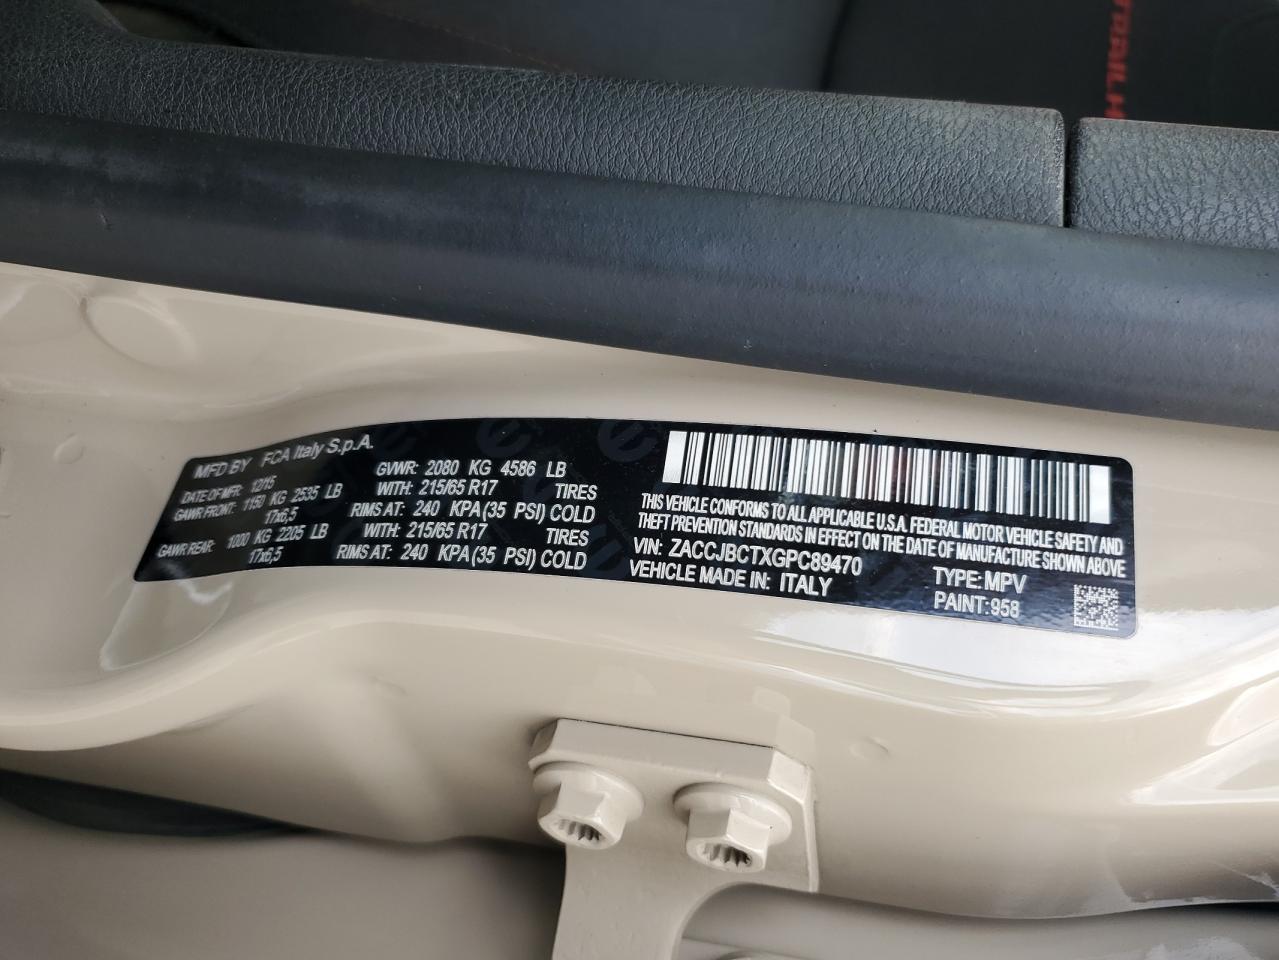 TRAILH
MFD BY FCA Italy S.p.A.
DATE OF MFR: 12/15 GVWR: 2080 KG 4586 LB
GAWR FRONT: 1150 KG 2535 LB WITH: 215/65 R17 TIRES
17x6,5 RIMS AT: 240 KPA (35 PSI) COLD
GAWR REAR: 1000 KG 2205 LB WITH: 215/65 R17 TIRES
17x6,5 RIMS AT: 240 KPA (35 PSI) COLD
THIS VEHICLE CONFORMS TO ALL APPLICABLE U.S.A. FEDERAL MOTOR VEHICLE SAFETY AND
THEFT PREVENTION STANDARDS IN EFFECT ON THE DATE OF MANUFACTURE SHOWN ABOVE
VIN: ZACCJBCTXGPC89470 TYPE: MPV
VEHICLE MADE IN: ITALY PAINT: 958